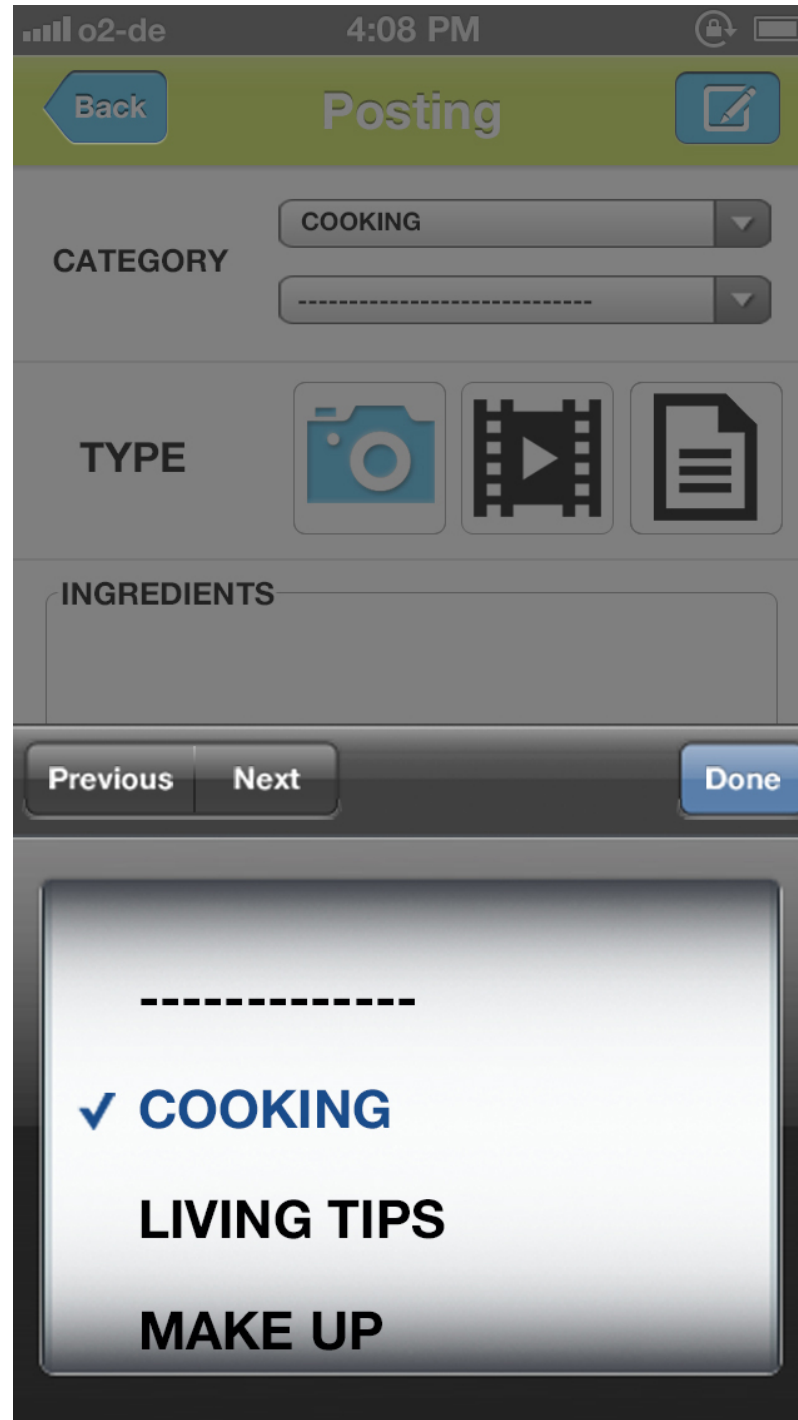 o2-de 4:08 PM
Back Posting
COOKING
CATEGORY
----------------------------
TYPE
INGREDIENTS
Previous Next Done
-------------
✓ COOKING
LIVING TIPS
MAKE UP